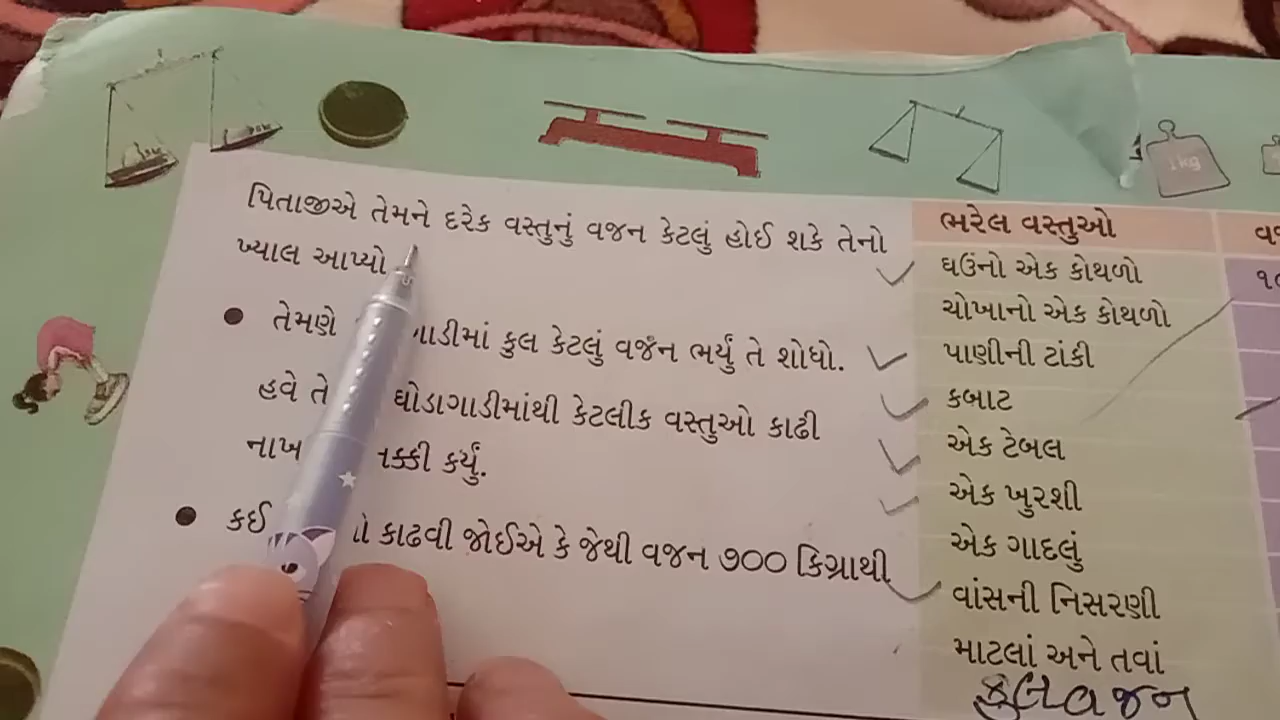 પિતાજીએ તેમને દરેક વસ્તુનું વજન કેટલું હોઈ શકે તેનો
ખ્યાલ આપ્યો
તેમણે ગાડીમાં કુલ કેટલું વજન ભર્યું તે શોધો.
હવે ઘોડાગાડીમાંથી કેટલીક વસ્તુઓ કાઢી
નક્કી કર્યું.
કઈ કાઢવી જોઈએ કે જેથી વજન ૭૦૦ કિગ્રાથી
ભરેલ વસ્તુઓ
ઘઉંનો એક કોથળો
ચોખાનો એક કોથળો
પાણીની ટાંકી
કબાટ
એક ટેબલ
એક ખુરશી
એક ગાદલું
વાંસની નિસરણી
માટલાં અને તવાં
કુલ વજન
1 kg